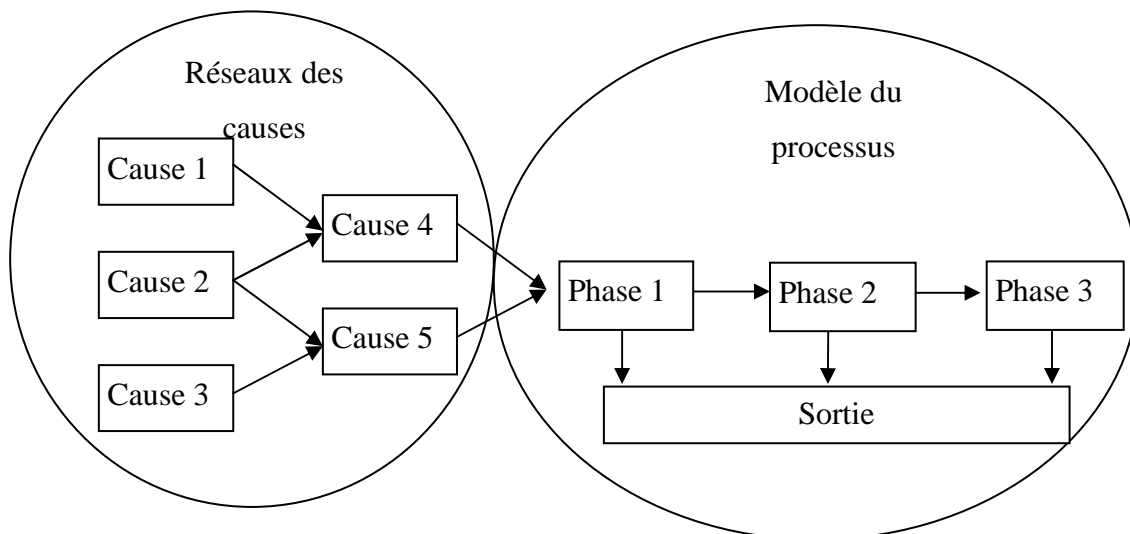 Réseaux des
causes
Cause 1
Cause 2
Cause 3
Cause 4
Cause 5
Modèle du
processus
Phase 1
Phase 2
Phase 3
Sortie